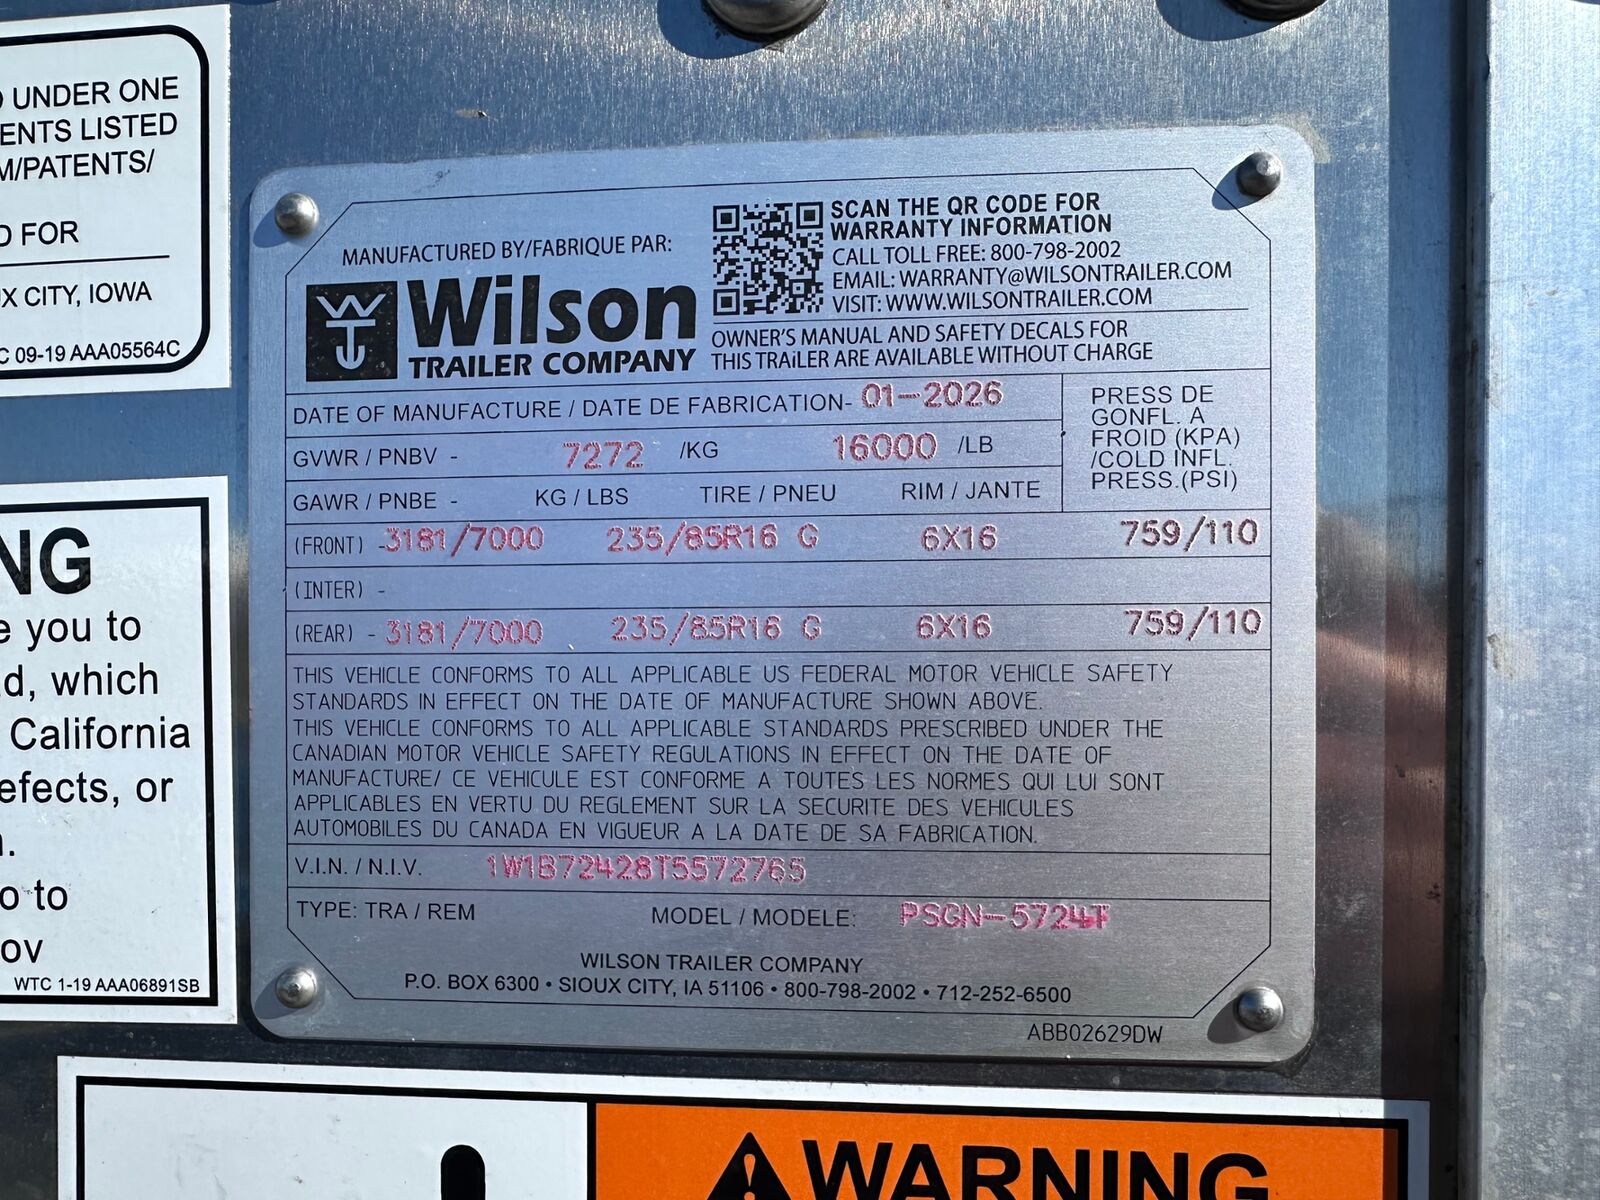 UNDER ONE
ENTS LISTED
M/PATENTS/
D FOR
X CITY, IOWA
C 09-19 AAA05564C
NG
e you to
d, which
California
efects, or
o to
ov
WTC 1-19 AAA06891SB
MANUFACTURED BY/FABRIQUE PAR:
Wilson
TRAILER COMPANY
SCAN THE QR CODE FOR
WARRANTY INFORMATION
CALL TOLL FREE: 800-798-2002
EMAIL: WARRANTY@WILSONTRAILER.COM
VISIT: WWW.WILSONTRAILER.COM
OWNER'S MANUAL AND SAFETY DECALS FOR
THIS TRAiLER ARE AVAILABLE WITHOUT CHARGE
DATE OF MANUFACTURE / DATE DE FABRICATION- 01-2026
GVWR / PNBV - 7272 /KG 16000 /LB
GAWR / PNBE - KG / LBS TIRE / PNEU RIM / JANTE
PRESS DE
GONFL. A
FROID (KPA)
/COLD INFL.
PRESS.(PSI)
(FRONT) - 3181/7000 235/85R16 G 6X16 759/110
(INTER) -
(REAR) - 3181/7000 235/85R16 G 6X16 759/110
THIS VEHICLE CONFORMS TO ALL APPLICABLE US FEDERAL MOTOR VEHICLE SAFETY
STANDARDS IN EFFECT ON THE DATE OF MANUFACTURE SHOWN ABOVE.
THIS VEHICLE CONFORMS TO ALL APPLICABLE STANDARDS PRESCRIBED UNDER THE
CANADIAN MOTOR VEHICLE SAFETY REGULATIONS IN EFFECT ON THE DATE OF
MANUFACTURE/ CE VEHICULE EST CONFORME A TOUTES LES NORMES QUI LUI SONT
APPLICABLES EN VERTU DU REGLEMENT SUR LA SECURITE DES VEHICULES
AUTOMOBILES DU CANADA EN VIGUEUR A LA DATE DE SA FABRICATION.
V.I.N. / N.I.V. 1W1B72428T5572765
TYPE: TRA / REM MODEL / MODELE: PSGN-5724T
WILSON TRAILER COMPANY
P.O. BOX 6300 • SIOUX CITY, IA 51106 • 800-798-2002 • 712-252-6500
ABB02629DW
WARNING